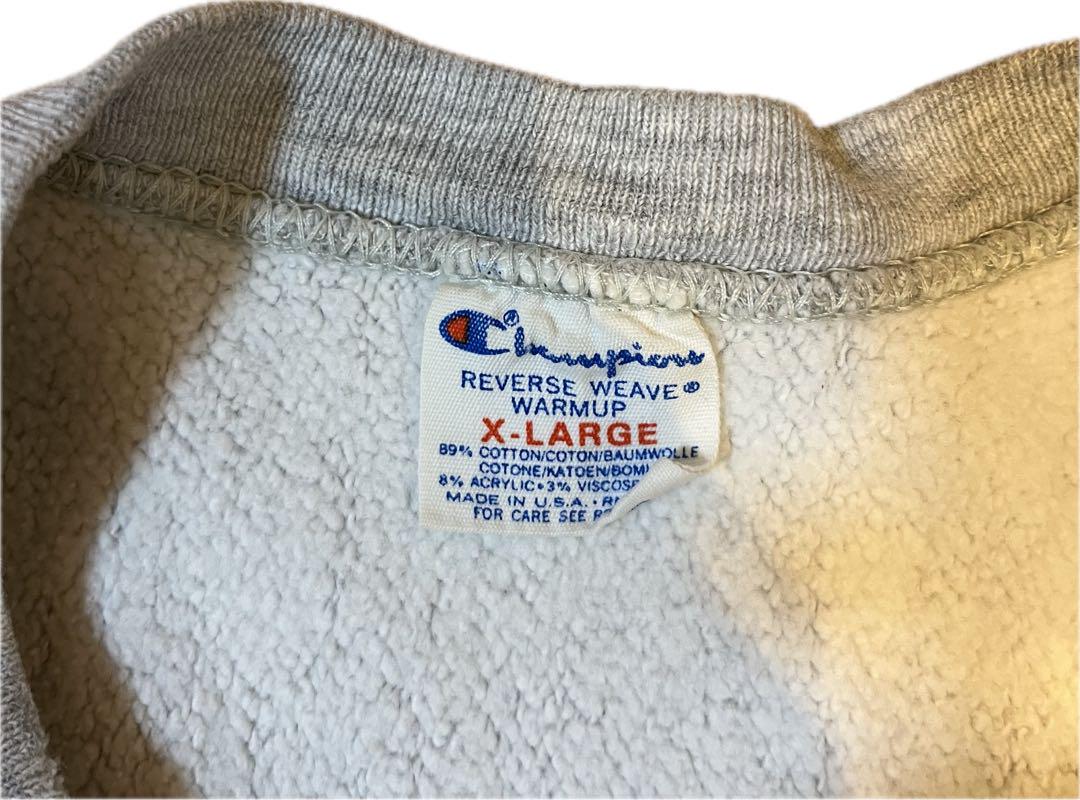 Champion®
REVERSE WEAVE®
WARMUP
X-LARGE
89% COTTON/COTON/BAUMWOLLE
COTONE/KATOEN/BOM
8% ACRYLIC•3% VISCOSE
MADE IN U.S.A.•
FOR CARE SEE